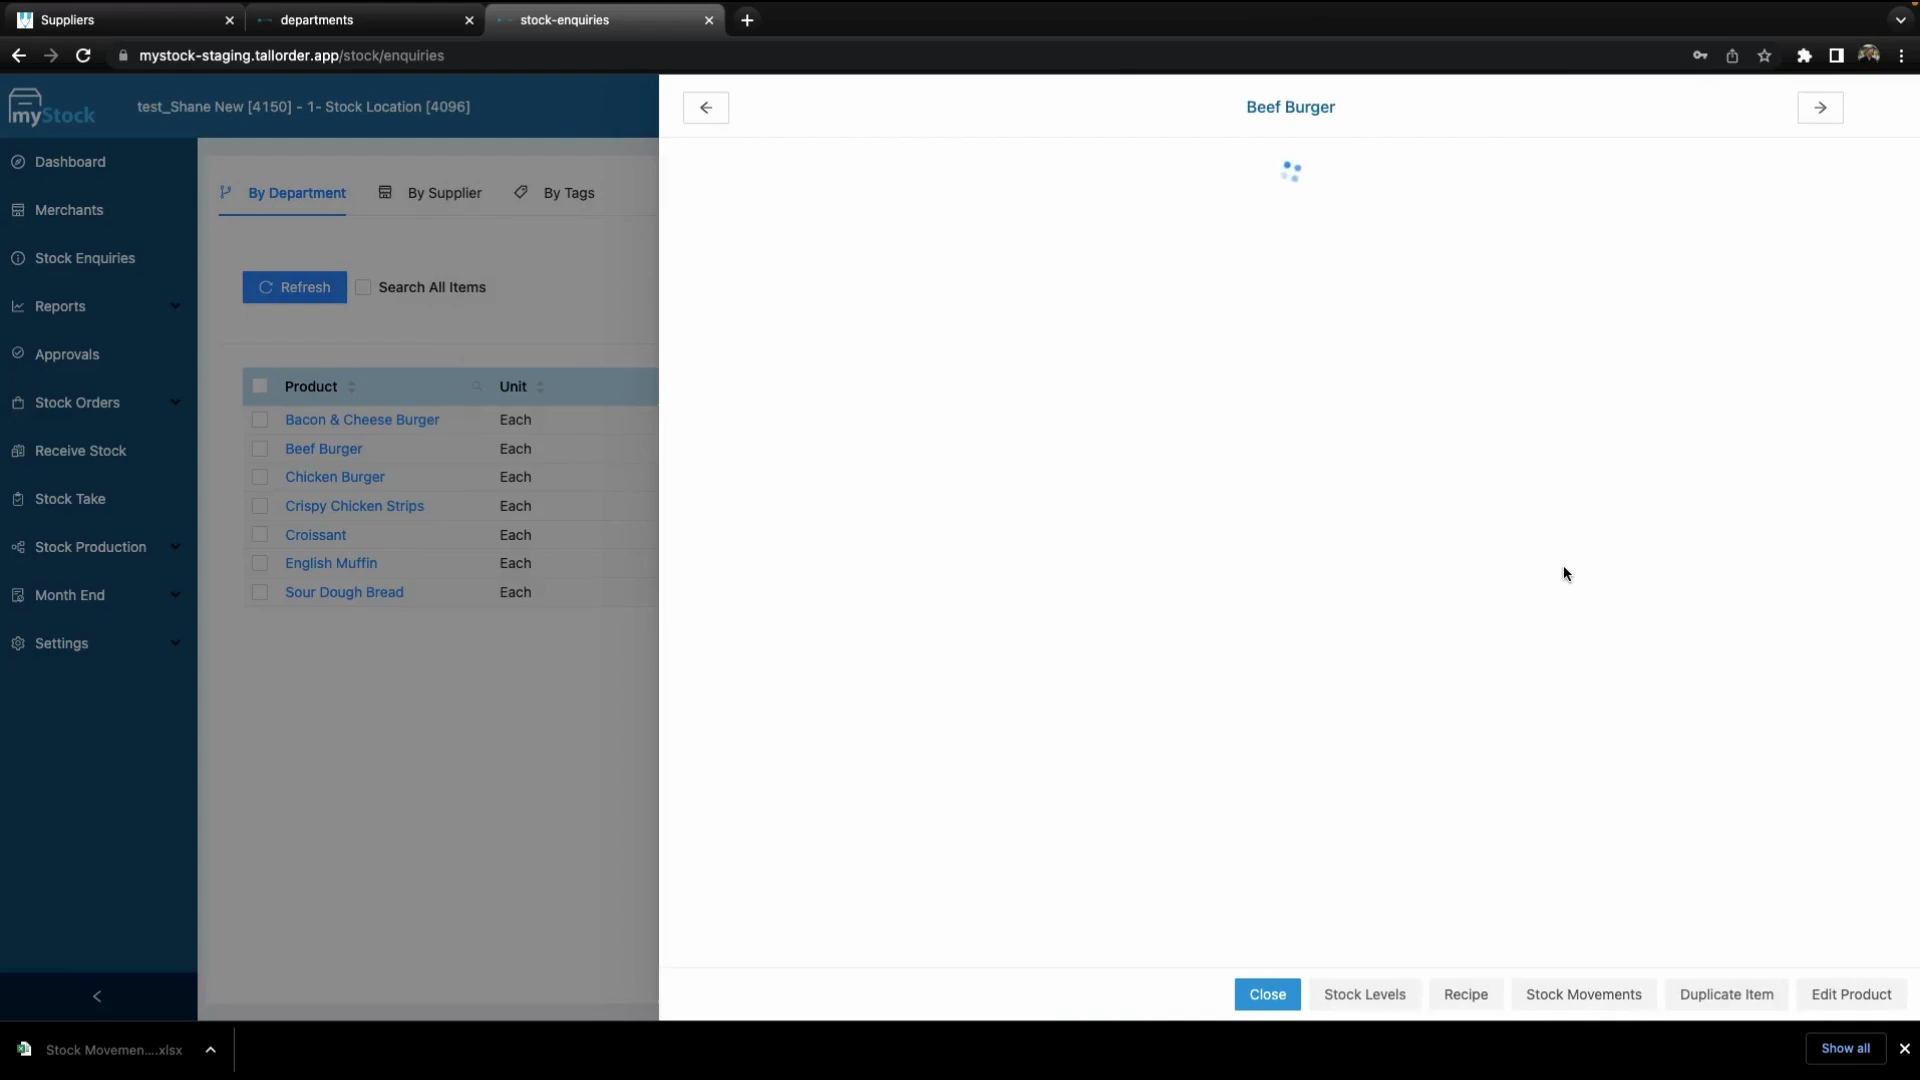 Suppliers
departments
stock-enquiries
mystock-staging.tallorder.app/stock/enquiries
myStock
test_Shane New [4150] - 1- Stock Location [4096]
Beef Burger
Dashboard
Merchants
Stock Enquiries
Reports
Approvals
Stock Orders
Receive Stock
Stock Take
Stock Production
Month End
Settings
By Department
By Supplier
By Tags
Refresh
Search All Items
Product Unit
Bacon & Cheese Burger Each
Beef Burger Each
Chicken Burger Each
Crispy Chicken Strips Each
Croissant Each
English Muffin Each
Sour Dough Bread Each
Close
Stock Levels
Recipe
Stock Movements
Duplicate Item
Edit Product
Stock Movemen....xlsx
Show all